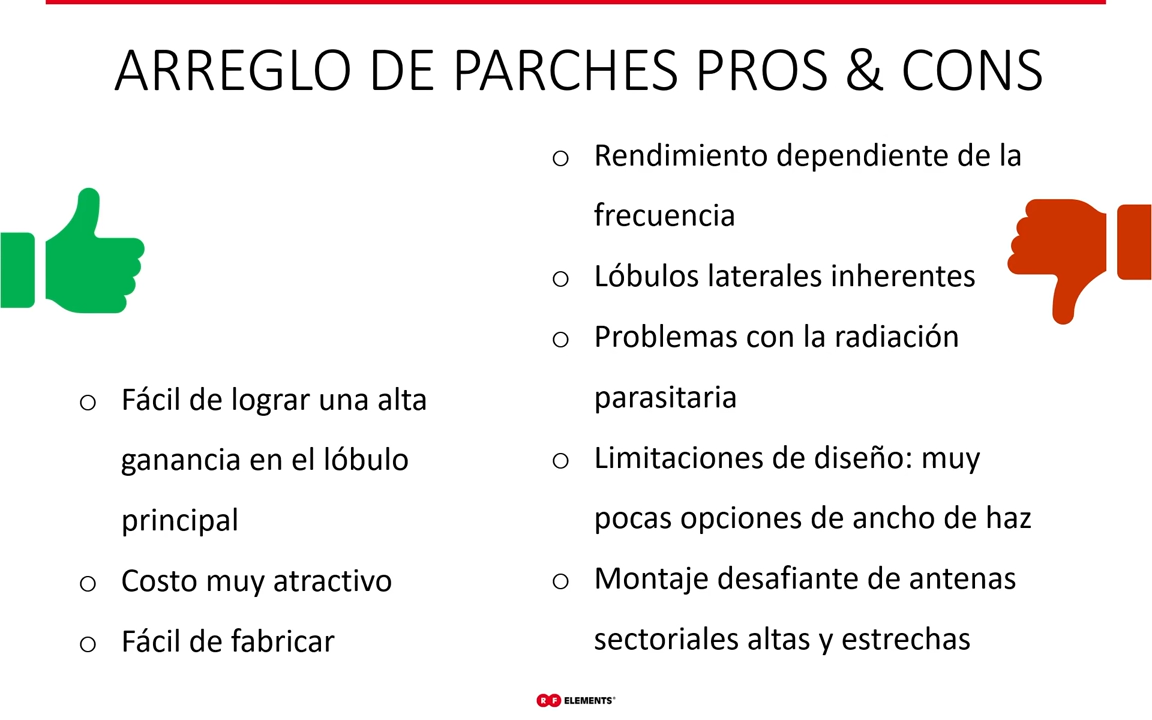 ARREGLO DE PARCHES PROS & CONS
o Fácil de lograr una alta
ganancia en el lóbulo
principal
o Costo muy atractivo
o Fácil de fabricar
o Rendimiento dependiente de la
frecuencia
o Lóbulos laterales inherentes
o Problemas con la radiación
parasitaria
o Limitaciones de diseño: muy
pocas opciones de ancho de haz
o Montaje desafiante de antenas
sectoriales altas y estrechas
RF ELEMENTS